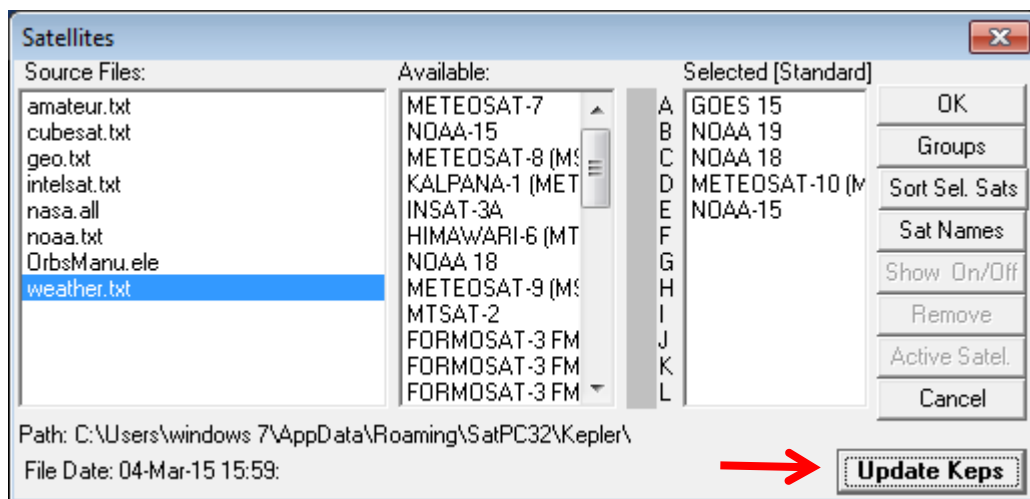 Satellites
Source Files:
amateur.txt
cubesat.txt
geo.txt
intelsat.txt
nasa.all
noaa.txt
OrbsManu.ele
weather.txt
Available:
METEOSAT-7
NOAA-15
METEOSAT-8 (MS
KALPANA-1 (MET
INSAT-3A
HIMAWARI-6 (MT
NOAA 18
METEOSAT-9 (MS
MTSAT-2
FORMOSAT-3 FM
FORMOSAT-3 FM
FORMOSAT-3 FM
Selected [Standard]
A GOES 15
B NOAA 19
C NOAA 18
D METEOSAT-10 (M
E NOAA-15
F
G
H
I
J
K
L
OK
Groups
Sort Sel. Sats
Sat Names
Show On/Off
Remove
Active Satel.
Cancel
Path: C:\Users\windows 7\AppData\Roaming\SatPC32\Kepler\
File Date: 04-Mar-15 15:59:
Update Keps